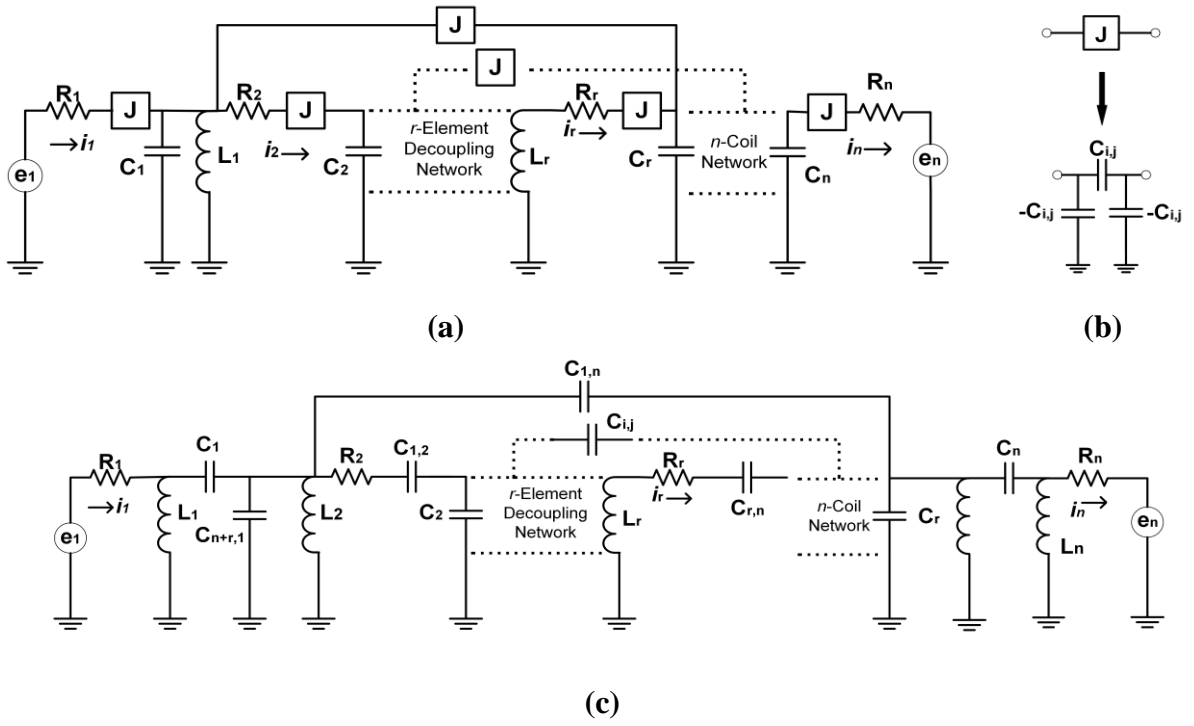 J
J
J
R1
J
R2
J
Rr
J
J
Rn
i1
i2
ir
in
C1
L1
C2
r-Element
Decoupling
Network
Lr
Cr
n-Coil
Network
Cn
e1
en
Ci,j
-Ci,j
-Ci,j
(a)
(b)
C1,n
Ci,j
R1
C1
R2
C1,2
Rr
Cr,n
Cn
Rn
i1
L1
Cn+r,1
L2
C2
r-Element
Decoupling
Network
ir
Lr
n-Coil
Network
Cr
Ln
in
e1
en
(c)